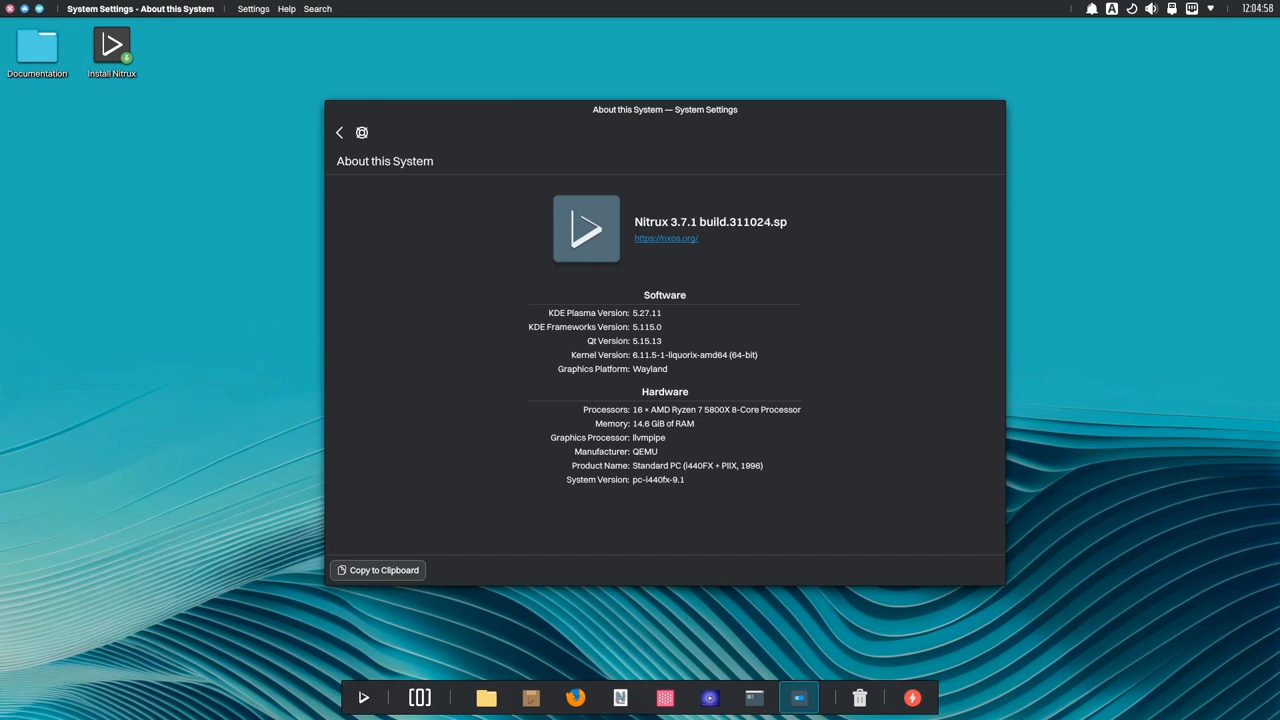 System Settings - About this System Settings Help Search 12:04:58
Documentation
Install Nitrux
About this System — System Settings
About this System
Nitrux 3.7.1 build.311024.sp
https://nxos.org/
Software
KDE Plasma Version: 5.27.11
KDE Frameworks Version: 5.115.0
Qt Version: 5.15.13
Kernel Version: 6.11.5-1-liquorix-amd64 (64-bit)
Graphics Platform: Wayland
Hardware
Processors: 16 × AMD Ryzen 7 5800X 8-Core Processor
Memory: 14.6 GiB of RAM
Graphics Processor: llvmpipe
Manufacturer: QEMU
Product Name: Standard PC (i440FX + PIIX, 1996)
System Version: pc-i440fx-9.1
Copy to Clipboard